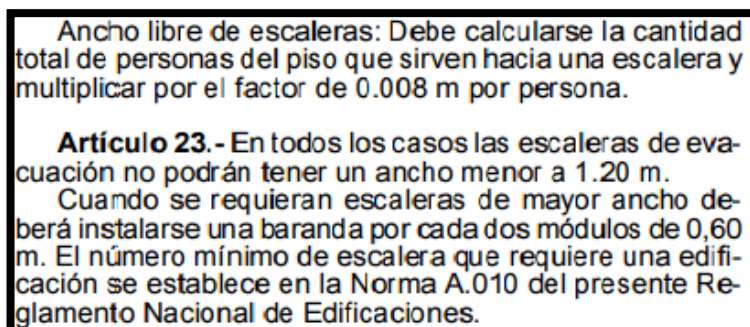 Ancho libre de escaleras: Debe calcularse la cantidad
total de personas del piso que sirven hacia una escalera y
multiplicar por el factor de 0.008 m por persona.
Artículo 23.- En todos los casos las escaleras de eva-
cuación no podrán tener un ancho menor a 1.20 m.
Cuando se requieran escaleras de mayor ancho de-
berá instalarse una baranda por cada dos módulos de 0,60
m. El número mínimo de escalera que requiere una edifi-
cación se establece en la Norma A.010 del presente Re-
glamento Nacional de Edificaciones.